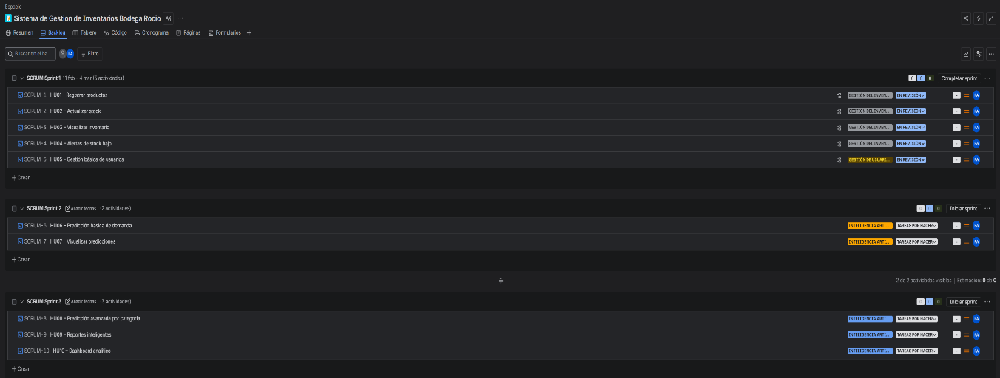 Espacio
Sistema de Gestion de Inventarios Bodega Rocio
Resumen Backlog Tablero Código Cronograma Páginas Formularios
Buscar en el ba... RA Filtro
SCRUM Sprint 1 11 feb – 4 mar (5 actividades) 0 0 0 Completar sprint
SCRUM-1 HU01 – Registrar productos GESTIÓN DEL INVEN... EN REVISIÓN - RA
SCRUM-2 HU02 – Actualizar stock GESTIÓN DEL INVEN... EN REVISIÓN - RA
SCRUM-3 HU03 – Visualizar inventario GESTIÓN DEL INVEN... EN REVISIÓN - RA
SCRUM-4 HU04 – Alertas de stock bajo GESTIÓN DEL INVEN... EN REVISIÓN - RA
SCRUM-5 HU05 – Gestión básica de usuarios GESTIÓN DE USUARI... EN REVISIÓN - RA
Crear
SCRUM Sprint 2 Añadir fechas (2 actividades) 0 0 0 Iniciar sprint
SCRUM-6 HU06 – Predicción básica de demanda INTELIGENCIA ARTI... TAREAS POR HACER - RA
SCRUM-7 HU07 – Visualizar predicciones INTELIGENCIA ARTI... TAREAS POR HACER - RA
Crear
2 de 2 actividades visibles | Estimación: 0 de 0
SCRUM Sprint 3 Añadir fechas (3 actividades) 0 0 0 Iniciar sprint
SCRUM-8 HU08 – Predicción avanzada por categoría INTELIGENCIA ARTI... TAREAS POR HACER - RA
SCRUM-9 HU09 – Reportes inteligentes INTELIGENCIA ARTI... TAREAS POR HACER - RA
SCRUM-10 HU10 – Dashboard analítico INTELIGENCIA ARTI... TAREAS POR HACER - RA
Crear